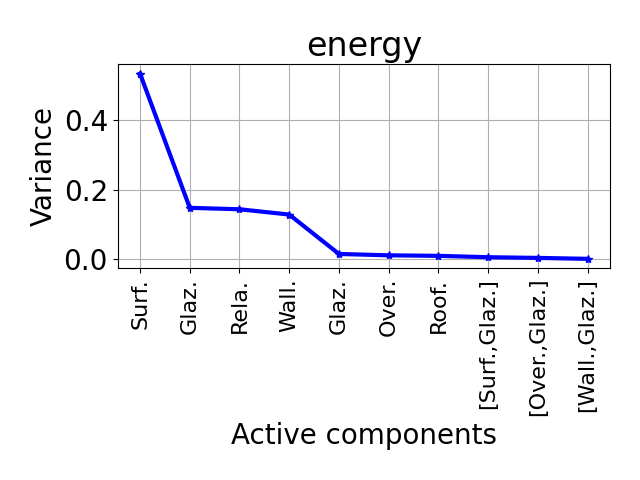 energy
Variance
0.4
0.2
0.0
Surf.
Glaz.
Rela.
Wall.
Glaz.
Over.
Roof.
[Surf.,Glaz.]
[Over.,Glaz.]
[Wall.,Glaz.]
Active components